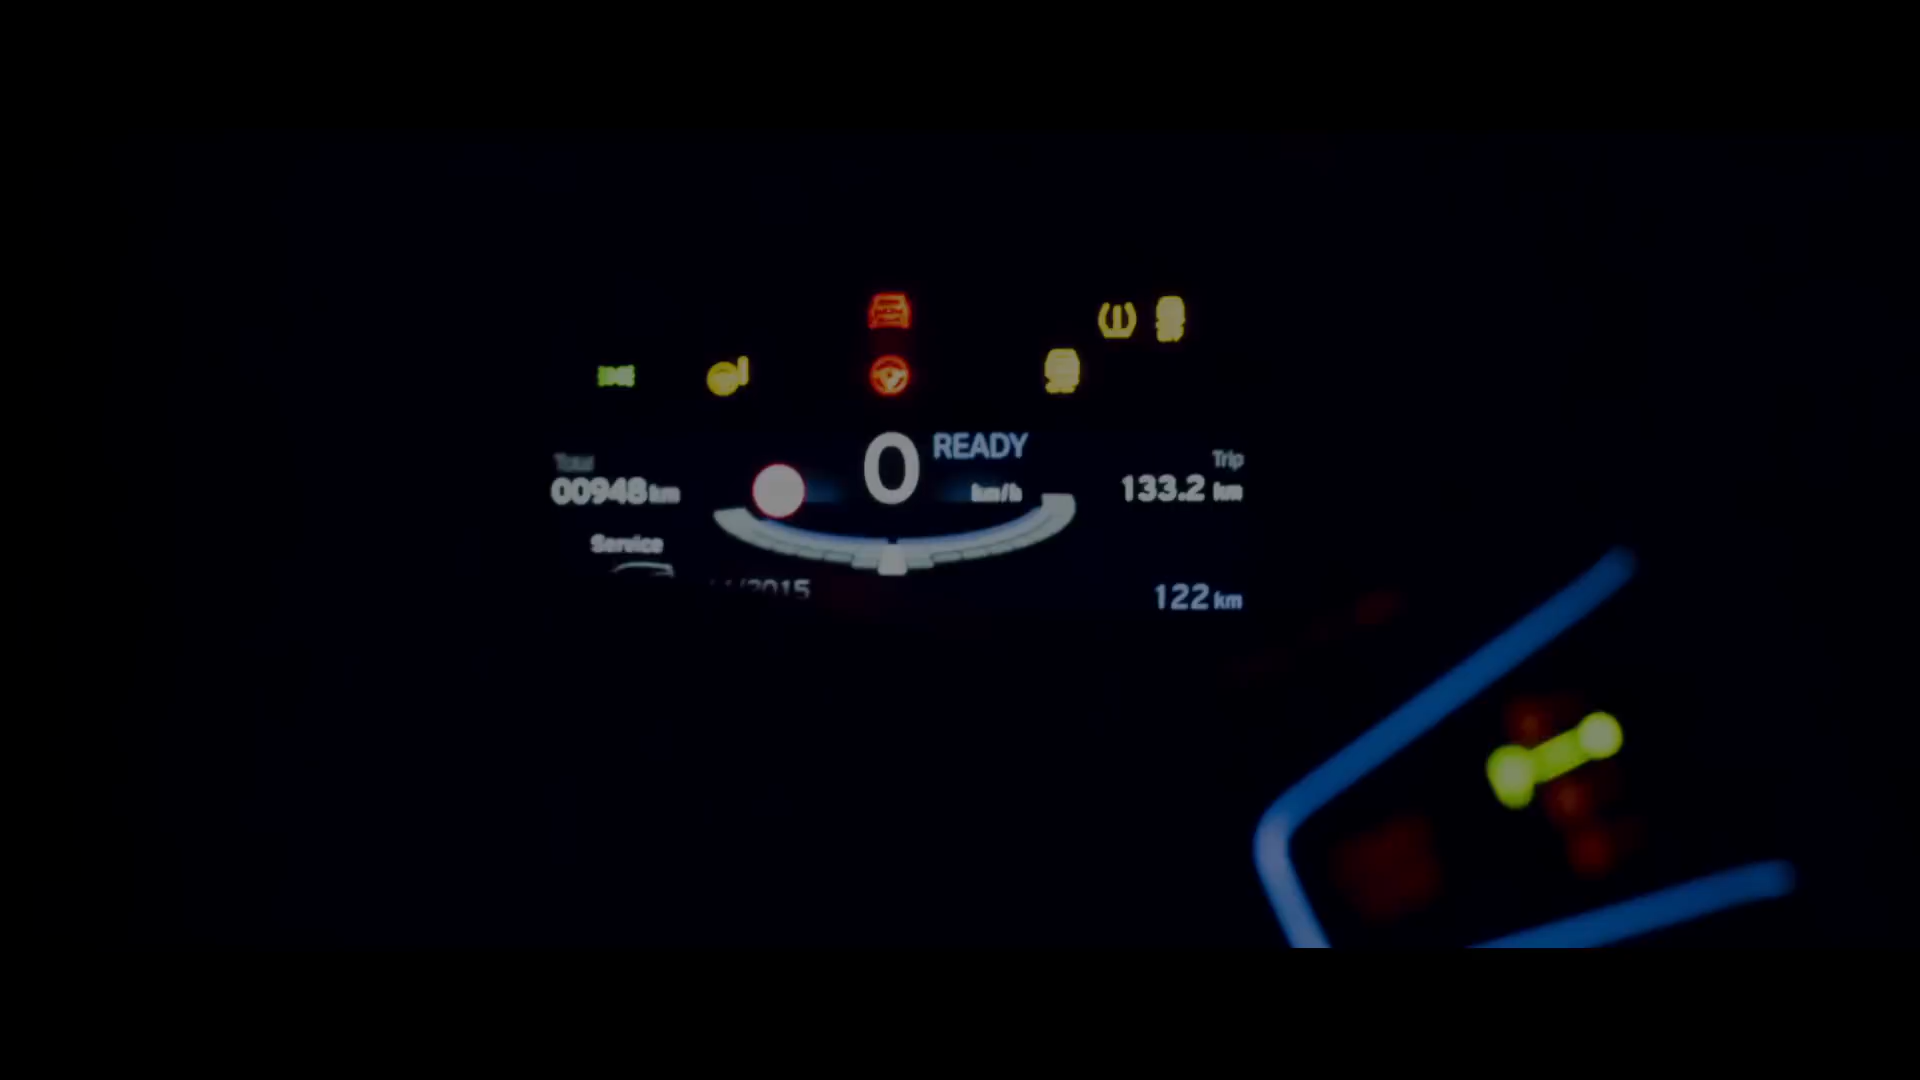 READY
0 km/h
Total
00948 km
Trip
133.2 km
Service
/2015
122 km